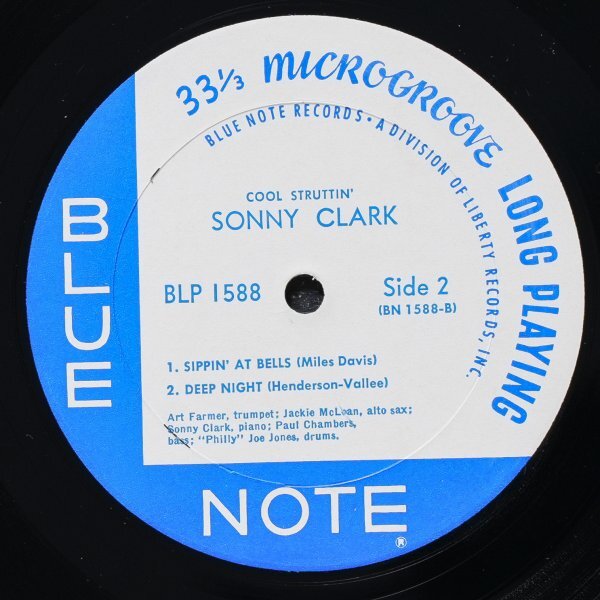 33 1/3 MICROGROOVE LONG PLAYING
BLUE NOTE RECORDS • A DIVISION OF LIBERTY RECORDS, INC.
COOL STRUTTIN'
SONNY CLARK
BLP 1588
Side 2
(BN 1588-B)
1. SIPPIN' AT BELLS (Miles Davis)
2. DEEP NIGHT (Henderson-Vallee)
Art Farmer, trumpet; Jackie McLean, alto sax;
Sonny Clark, piano; Paul Chambers,
bass; "Philly" Joe Jones, drums.
BLUE
NOTE ®